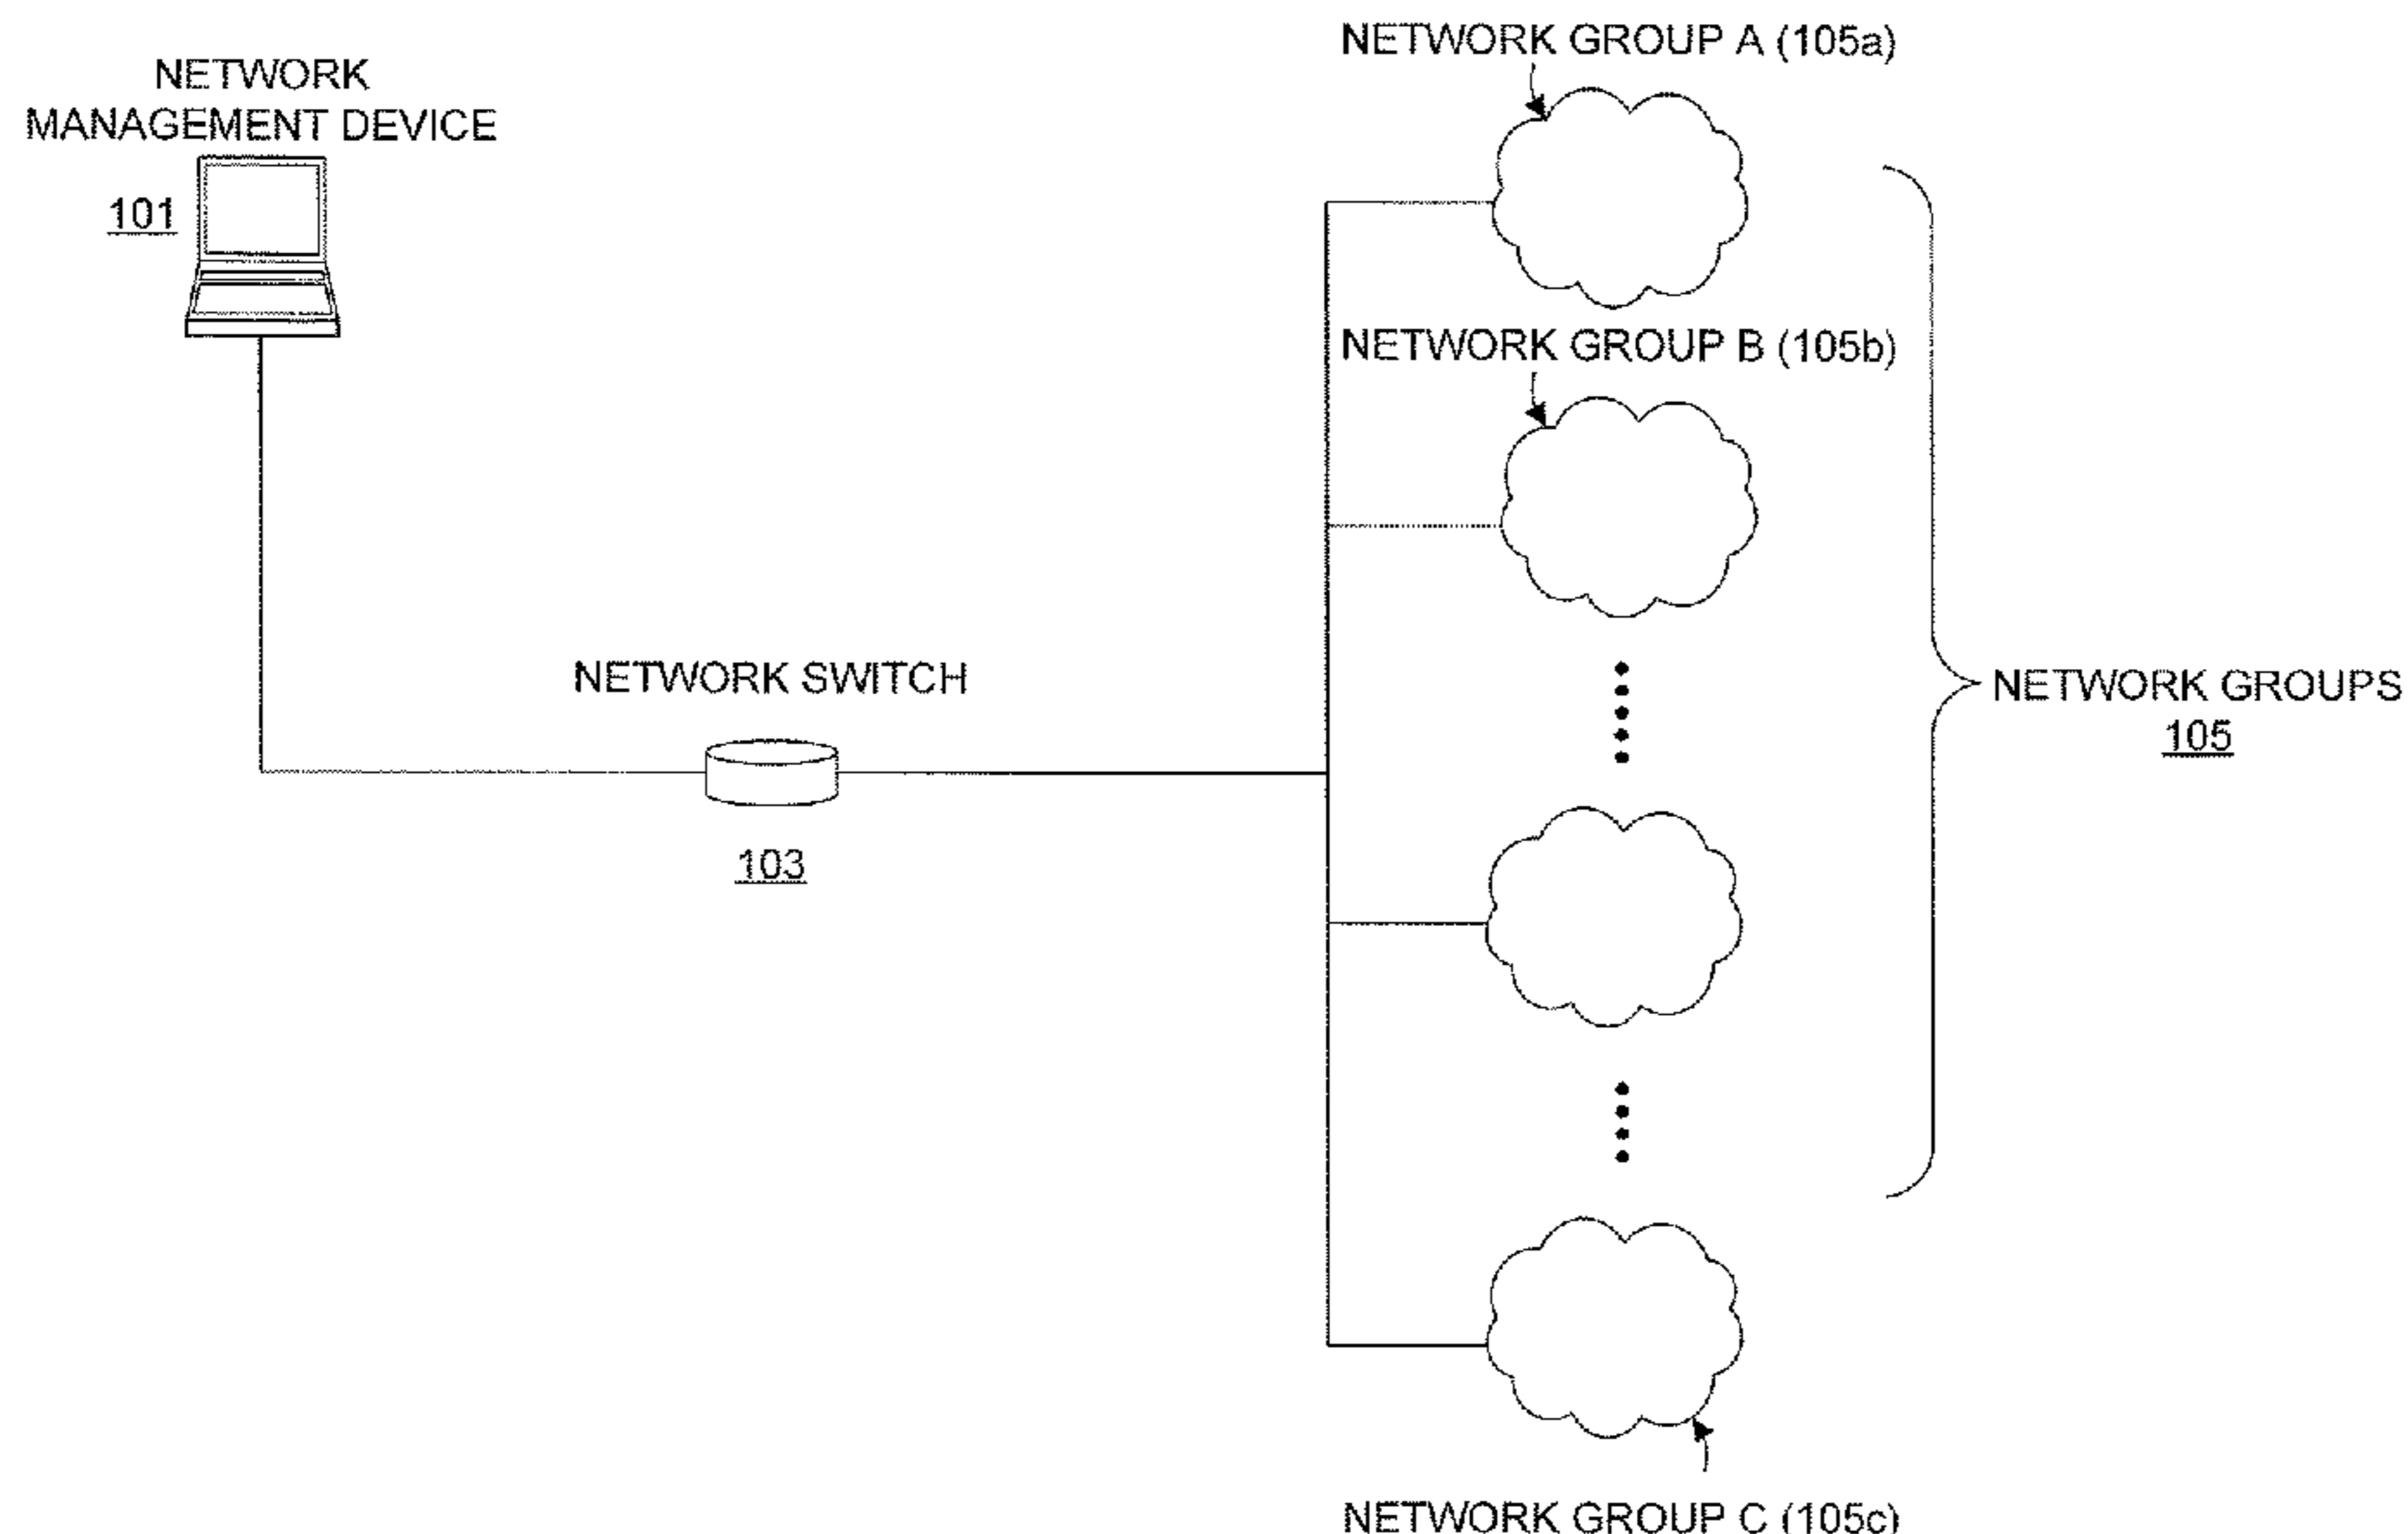 NETWORK
MANAGEMENT DEVICE
101
NETWORK SWITCH
103
NETWORK GROUP A (105a)
NETWORK GROUP B (105b)
NETWORK GROUPS
105
NETWORK GROUP C (105c)